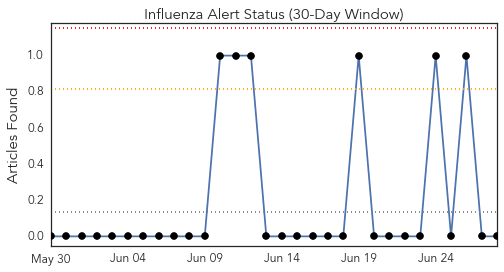 Influenza Alert Status (30-Day Window)
Articles Found
1.0
0.8
0.6
0.4
0.2
0.0
May 30 Jun 04 Jun 09 Jun 14 Jun 19 Jun 24